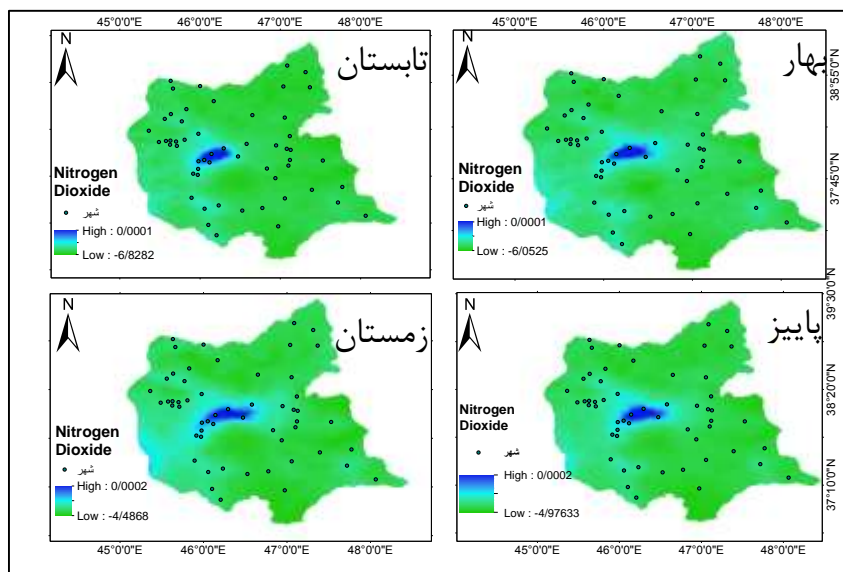 45°0'0"E 46°0'0"E 47°0'0"E 48°0'0"E
45°0'0"E 46°0'0"E 47°0'0"E 48°0'0"E
N
تابستان
Nitrogen
Dioxide
شهر
High : 0/0001
Low : -6/8282
N
بهار
Nitrogen
Dioxide
شهر
High : 0/0001
Low : -6/0525
38°55'0"N
37°45'0"N
N
زمستان
Nitrogen
Dioxide
شهر
High : 0/0002
Low : -4/4868
N
پاییز
Nitrogen
Dioxide
شهر
High : 0/0002
Low : -4/97633
39°30'0"N
38°20'0"N
37°10'0"N
45°0'0"E 46°0'0"E 47°0'0"E 48°0'0"E
45°0'0"E 46°0'0"E 47°0'0"E 48°0'0"E